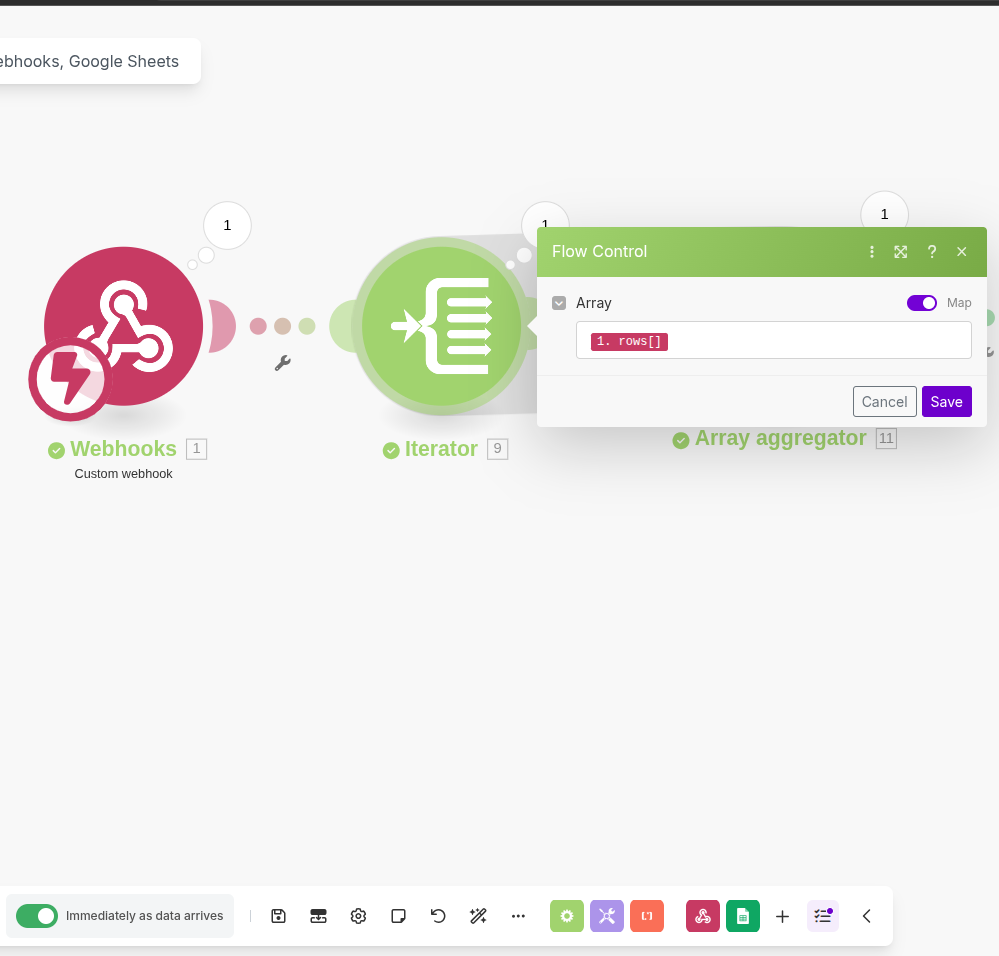 ebhooks, Google Sheets
1
1
1
Flow Control
?
Array
Map
1. rows[]
Cancel
Save
Webhooks 1
Custom webhook
Iterator 9
Array aggregator 11
Immediately as data arrives